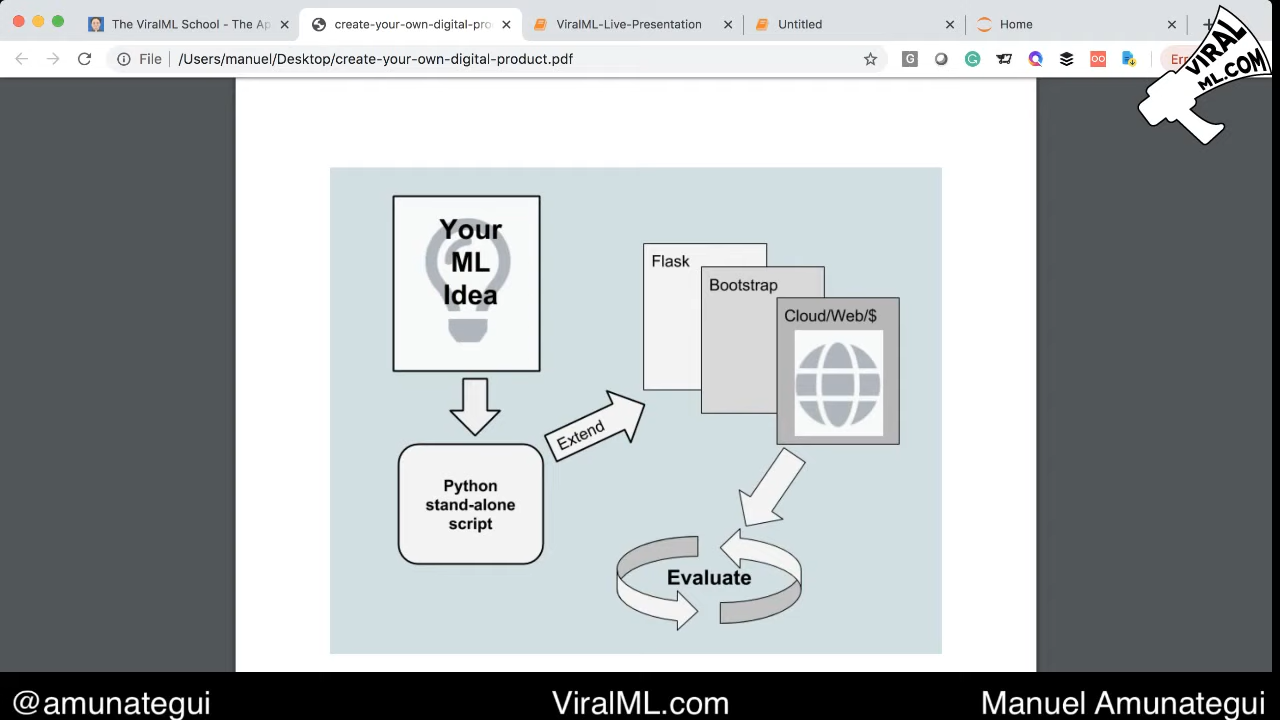 The ViralML School - The Ap
create-your-own-digital-pro
ViralML-Live-Presentation
Untitled
Home
File
/Users/manuel/Desktop/create-your-own-digital-product.pdf
Err
VIRAL
ML.COM
Your
ML
Idea
Flask
Bootstrap
Cloud/Web/$
Extend
Python
stand-alone
script
Evaluate
@amunategui
ViralML.com
Manuel Amunategui